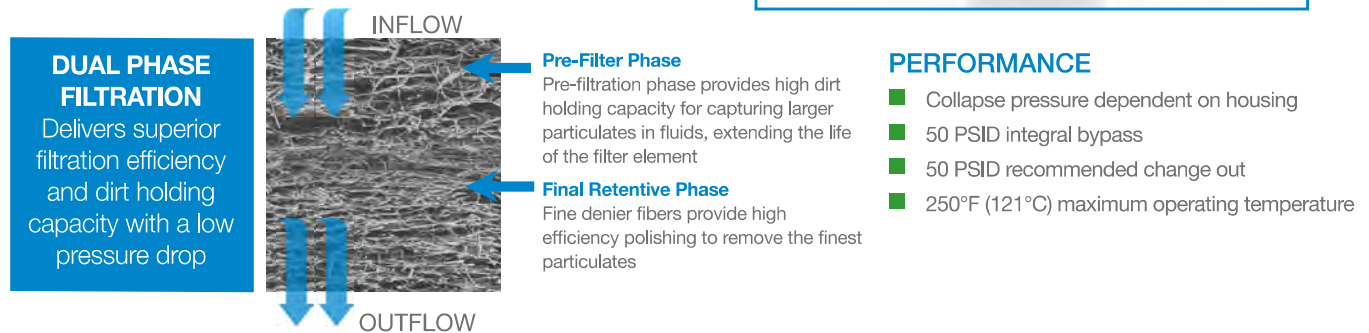 DUAL PHASE
FILTRATION
Delivers superior
filtration efficiency
and dirt holding
capacity with a low
pressure drop
INFLOW
OUTFLOW
Pre-Filter Phase
Pre-filtration phase provides high dirt
holding capacity for capturing larger
particulates in fluids, extending the life
of the filter element
Final Retentive Phase
Fine denier fibers provide high
efficiency polishing to remove the finest
particulates
PERFORMANCE
Collapse pressure dependent on housing
50 PSID integral bypass
50 PSID recommended change out
250°F (121°C) maximum operating temperature